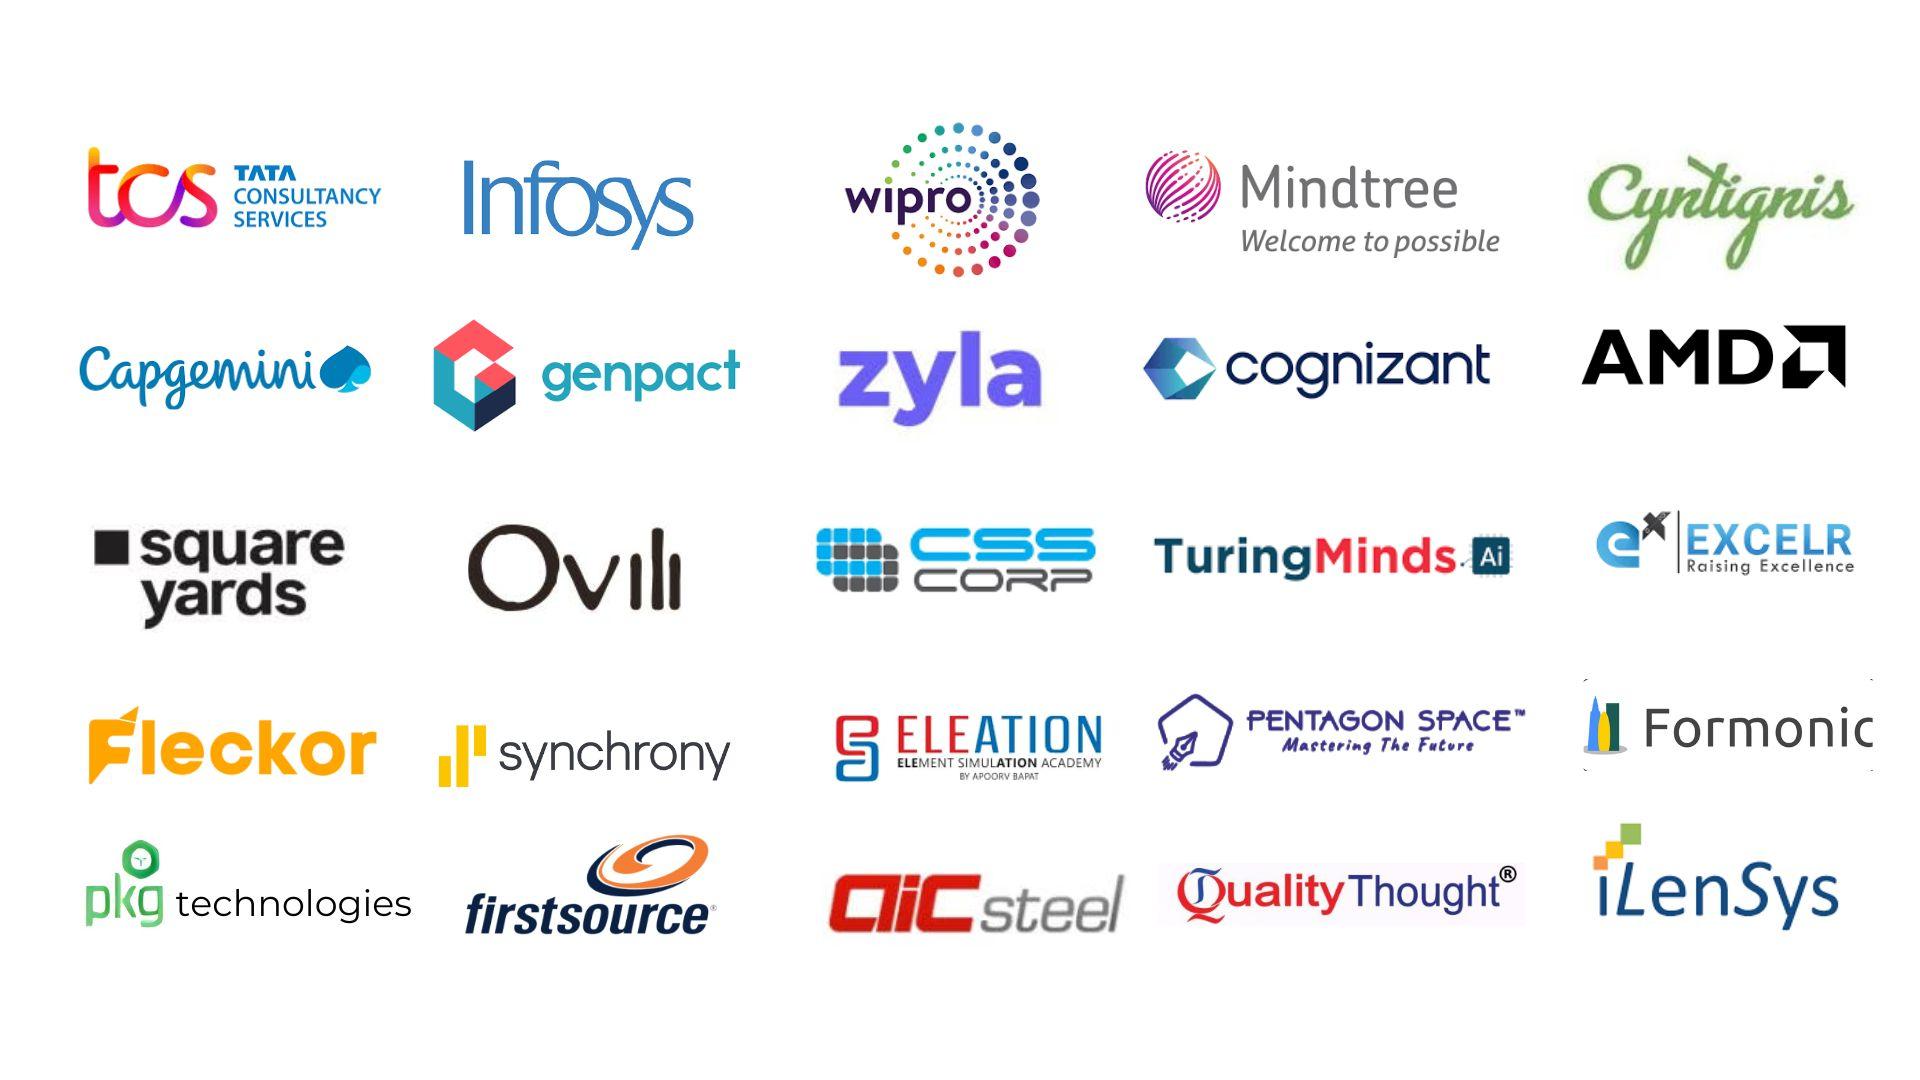 tcs TATA
CONSULTANCY
SERVICES
Infosys
wipro
Mindtree
Welcome to possible
Cyntignis
Capgemini
genpact
zyla
cognizant
AMD
square
yards
Ovili
CSS
CORP
TuringMinds Ai
ex EXCELR
Raising Excellence
Fleckor
synchrony
ELEATION
ELEMENT SIMULATION ACADEMY
BY APOORV BAPAT
PENTAGON SPACE™
Mastering The Future
Formonic
pkg technologies
firstsource®
aic steel
QualityThought®
iLenSys